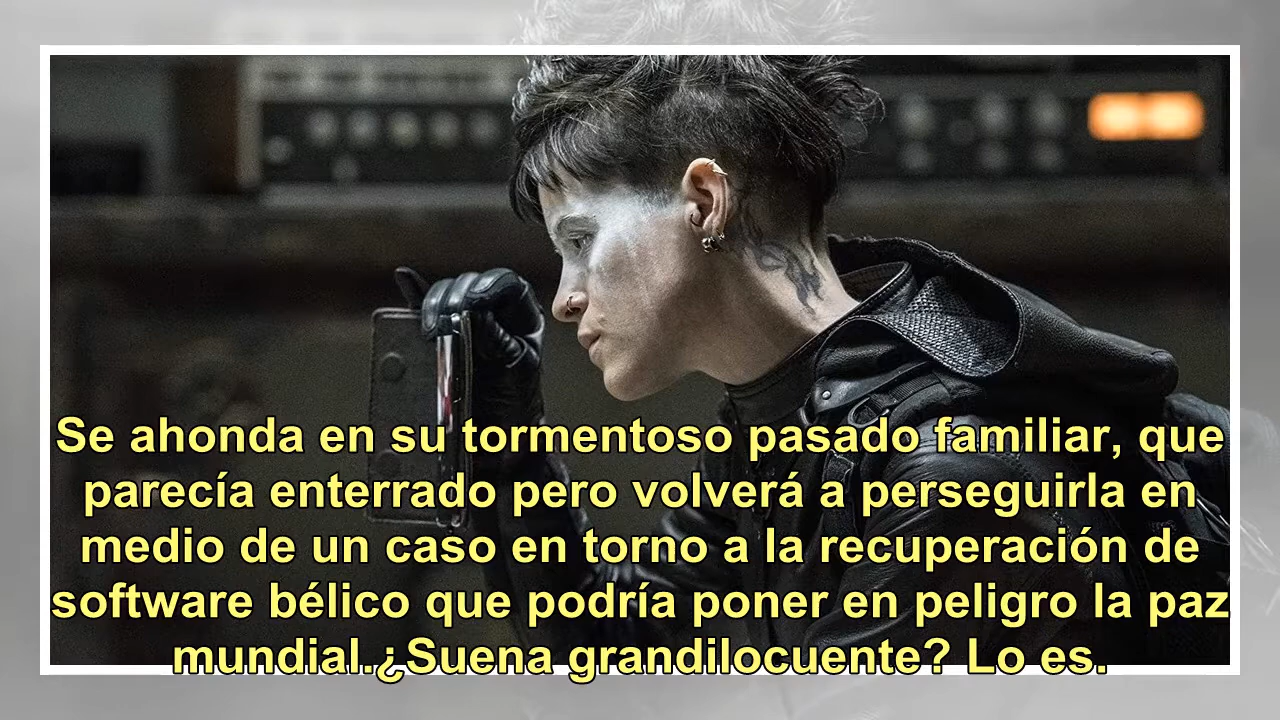 Se ahonda en su tormentoso pasado familiar, que
parecía enterrado pero volverá a perseguirla en
medio de un caso en torno a la recuperación de
software bélico que podría poner en peligro la paz
mundial.¿Suena grandilocuente? Lo es.